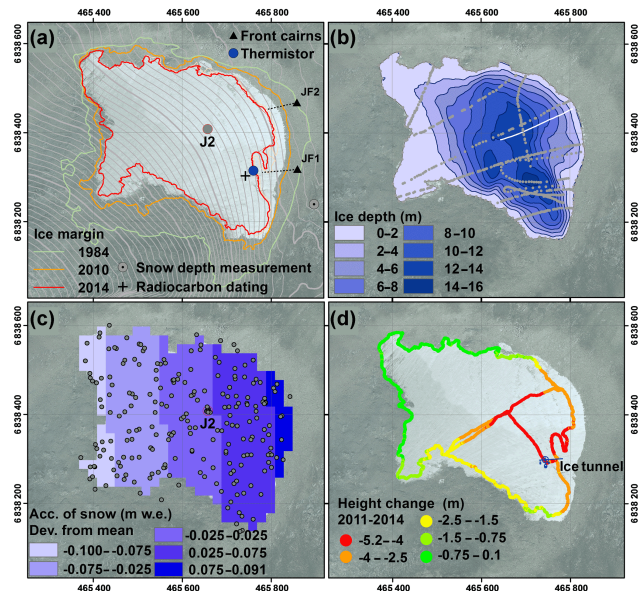 465 400 465 600 465 800
465 400 465 600 465 800
(a)
Front cairns
Thermistor
JF2
J2
JF1
Ice margin
1984
2010
2014
Snow depth measurement
Radiocarbon dating
6 838 600
6 838 400
6 838 200
(b)
Ice depth (m)
0–2
2–4
4–6
6–8
8–10
10–12
12–14
14–16
6 838 600
6 838 400
6 838 200
(c)
J2
Acc. of snow (m w.e.)
Dev. from mean
-0.100–-0.075
-0.075–-0.025
-0.025–0.025
0.025–0.075
0.075–0.091
6 838 600
6 838 400
6 838 200
(d)
Ice tunnel
Height change (m)
2011-2014
-5.2–-4
-4–-2.5
-2.5–-1.5
-1.5–-0.75
-0.75–0.1
6 838 600
6 838 400
6 838 200
465 400 465 600 465 800
465 400 465 600 465 800